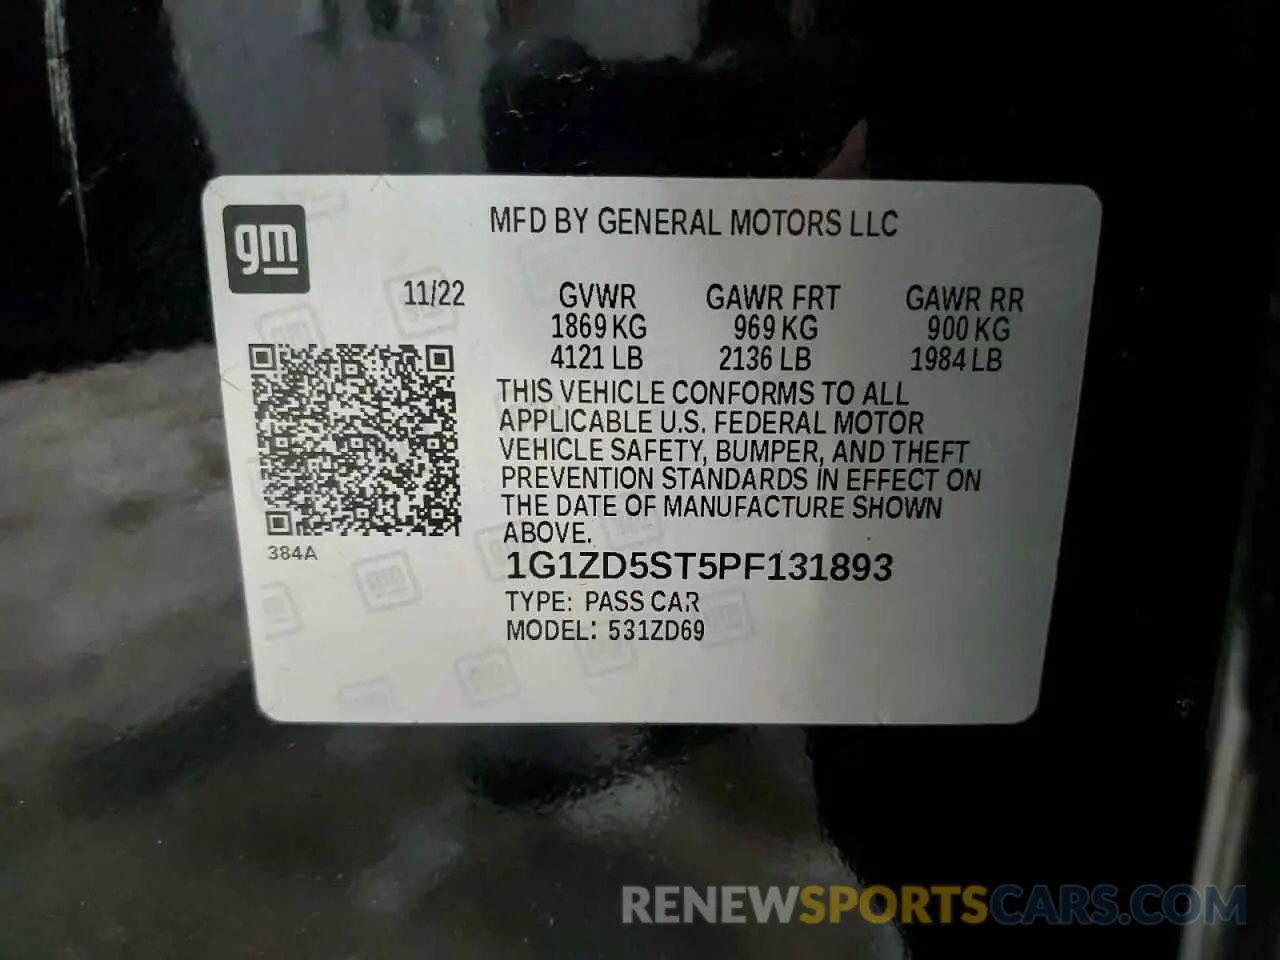 gm
MFD BY GENERAL MOTORS LLC
11/22
GVWR GAWR FRT GAWR RR
1869 KG 969 KG 900 KG
4121 LB 2136 LB 1984 LB
THIS VEHICLE CONFORMS TO ALL
APPLICABLE U.S. FEDERAL MOTOR
VEHICLE SAFETY, BUMPER, AND THEFT
PREVENTION STANDARDS IN EFFECT ON
THE DATE OF MANUFACTURE SHOWN
ABOVE.
384A
1G1ZD5ST5PF131893
TYPE: PASS CAR
MODEL: 531ZD69
RENEWSPORTSCARS.COM